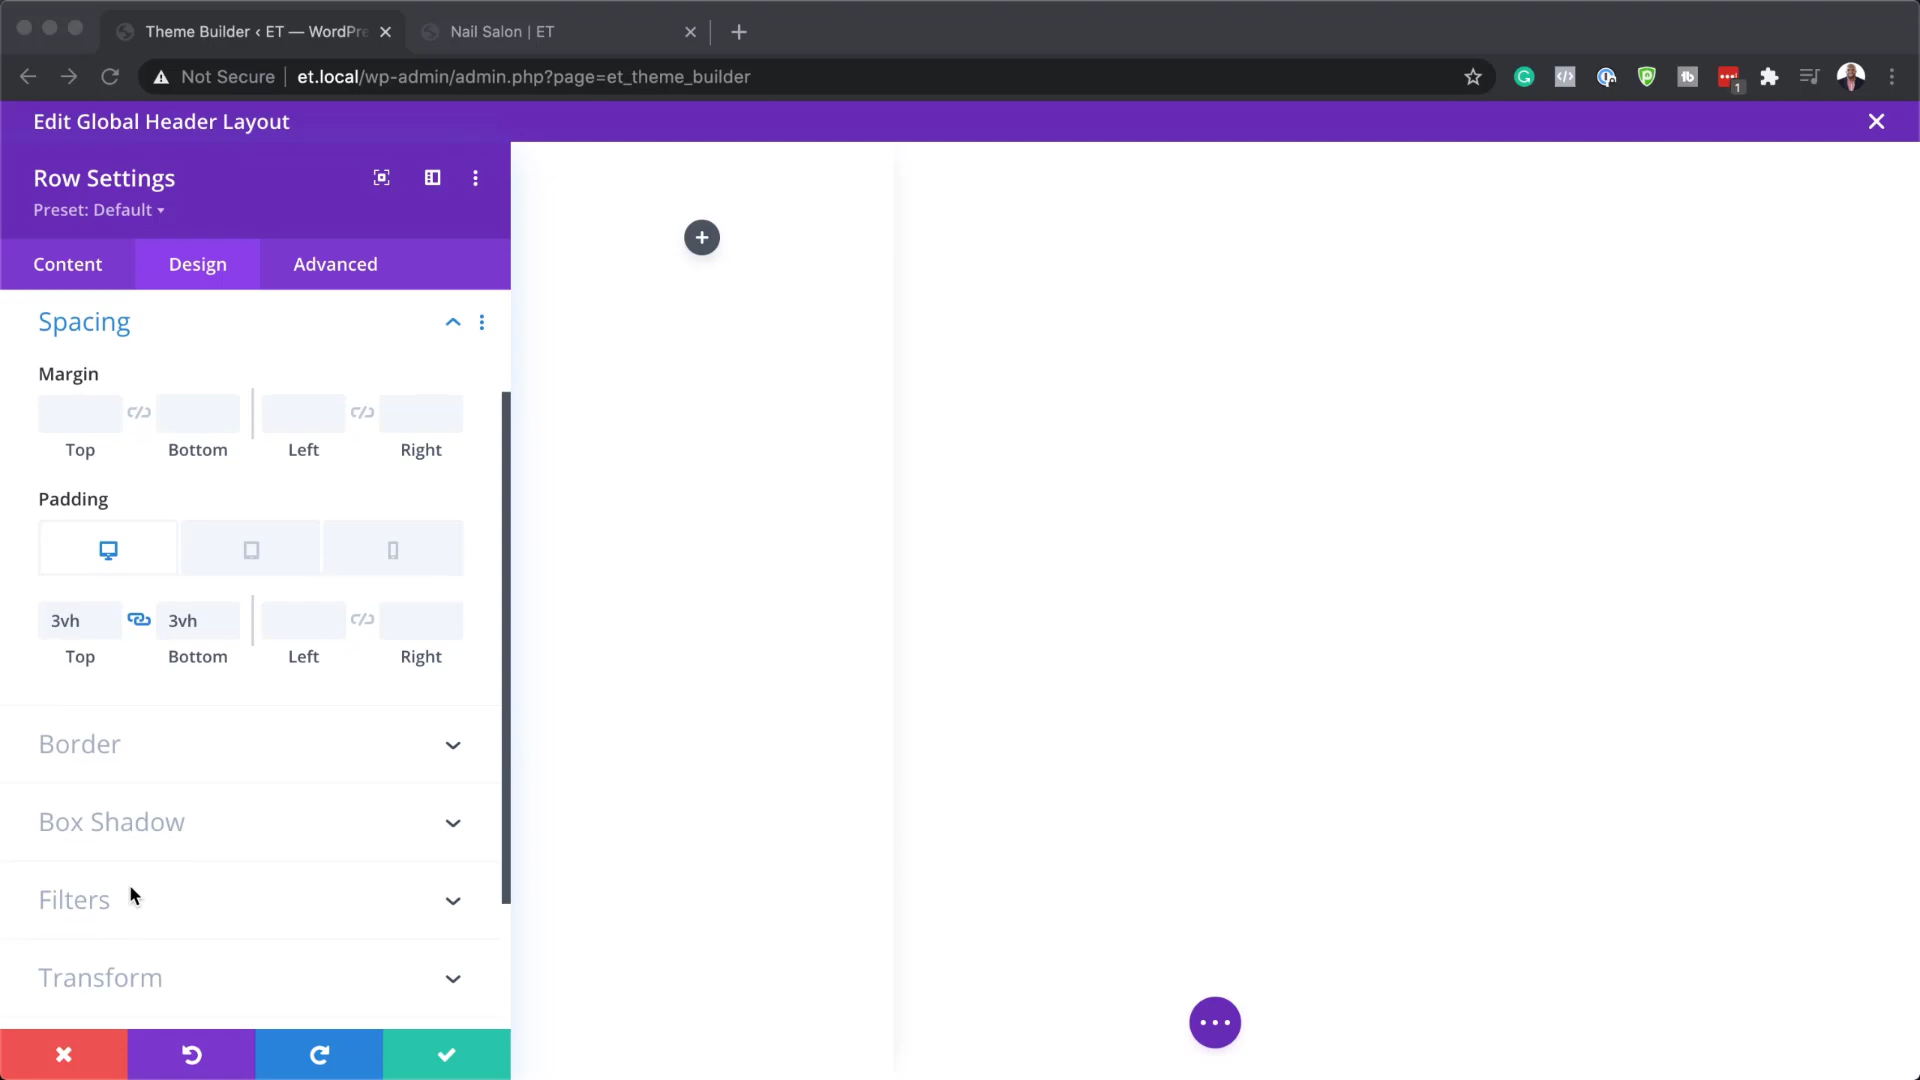 Theme Builder ‹ ET — WordPre
Nail Salon | ET
Not Secure
et.local/wp-admin/admin.php?page=et_theme_builder
1
Edit Global Header Layout
Row Settings
Preset: Default
Content
Design
Advanced
Spacing
Margin
Top
Bottom
Left
Right
Padding
3vh
3vh
Top
Bottom
Left
Right
Border
Box Shadow
Filters
Transform